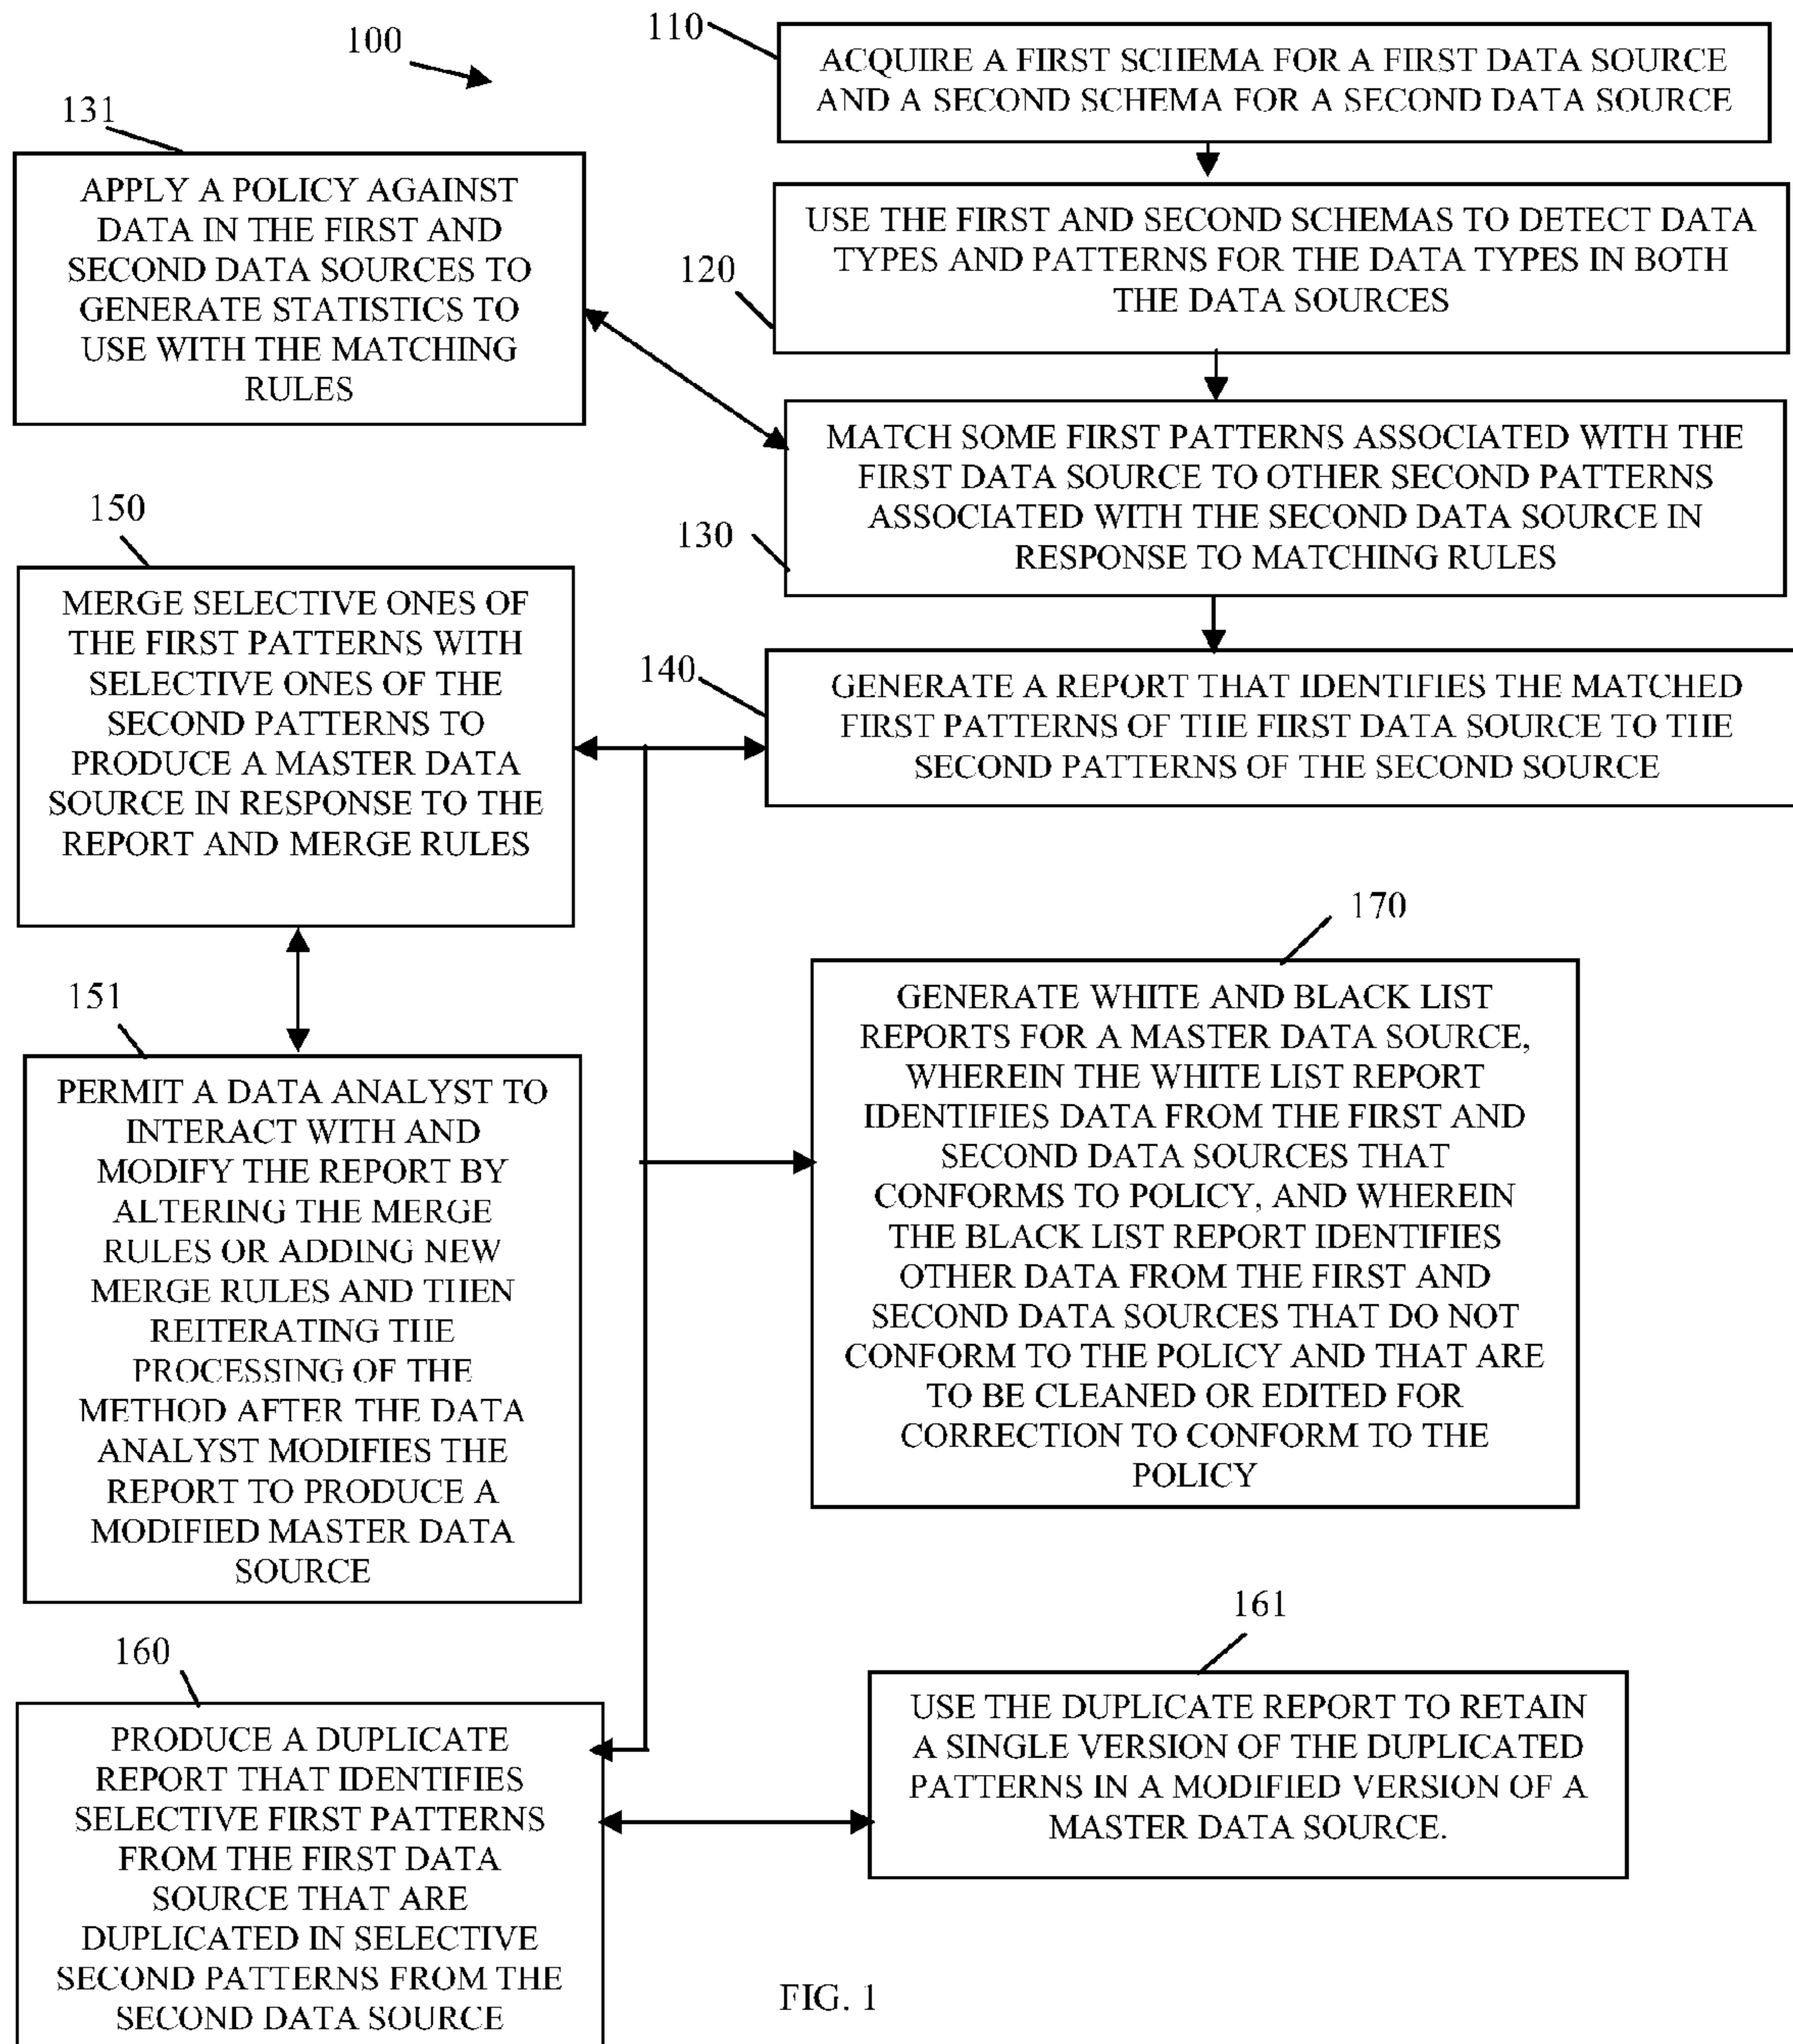 100
110
ACQUIRE A FIRST SCHEMA FOR A FIRST DATA SOURCE
AND A SECOND SCHEMA FOR A SECOND DATA SOURCE
131
APPLY A POLICY AGAINST
DATA IN THE FIRST AND
SECOND DATA SOURCES TO
GENERATE STATISTICS TO
USE WITH THE MATCHING
RULES
120
USE THE FIRST AND SECOND SCHEMAS TO DETECT DATA
TYPES AND PATTERNS FOR THE DATA TYPES IN BOTH
THE DATA SOURCES
130
MATCH SOME FIRST PATTERNS ASSOCIATED WITH THE
FIRST DATA SOURCE TO OTHER SECOND PATTERNS
ASSOCIATED WITH THE SECOND DATA SOURCE IN
RESPONSE TO MATCHING RULES
150
MERGE SELECTIVE ONES OF
THE FIRST PATTERNS WITH
SELECTIVE ONES OF THE
SECOND PATTERNS TO
PRODUCE A MASTER DATA
SOURCE IN RESPONSE TO THE
REPORT AND MERGE RULES
140
GENERATE A REPORT THAT IDENTIFIES THE MATCHED
FIRST PATTERNS OF THE FIRST DATA SOURCE TO THE
SECOND PATTERNS OF THE SECOND SOURCE
170
GENERATE WHITE AND BLACK LIST
REPORTS FOR A MASTER DATA SOURCE,
WHEREIN THE WHITE LIST REPORT
IDENTIFIES DATA FROM THE FIRST AND
SECOND DATA SOURCES THAT
CONFORMS TO POLICY, AND WHEREIN
THE BLACK LIST REPORT IDENTIFIES
OTHER DATA FROM THE FIRST AND
SECOND DATA SOURCES THAT DO NOT
CONFORM TO THE POLICY AND THAT ARE
TO BE CLEANED OR EDITED FOR
CORRECTION TO CONFORM TO THE
POLICY
151
PERMIT A DATA ANALYST TO
INTERACT WITH AND
MODIFY THE REPORT BY
ALTERING THE MERGE
RULES OR ADDING NEW
MERGE RULES AND THEN
REITERATING THE
PROCESSING OF THE
METHOD AFTER THE DATA
ANALYST MODIFIES THE
REPORT TO PRODUCE A
MODIFIED MASTER DATA
SOURCE
160
PRODUCE A DUPLICATE
REPORT THAT IDENTIFIES
SELECTIVE FIRST PATTERNS
FROM THE FIRST DATA
SOURCE THAT ARE
DUPLICATED IN SELECTIVE
SECOND PATTERNS FROM THE
SECOND DATA SOURCE
161
USE THE DUPLICATE REPORT TO RETAIN
A SINGLE VERSION OF THE DUPLICATED
PATTERNS IN A MODIFIED VERSION OF A
MASTER DATA SOURCE.
FIG. 1